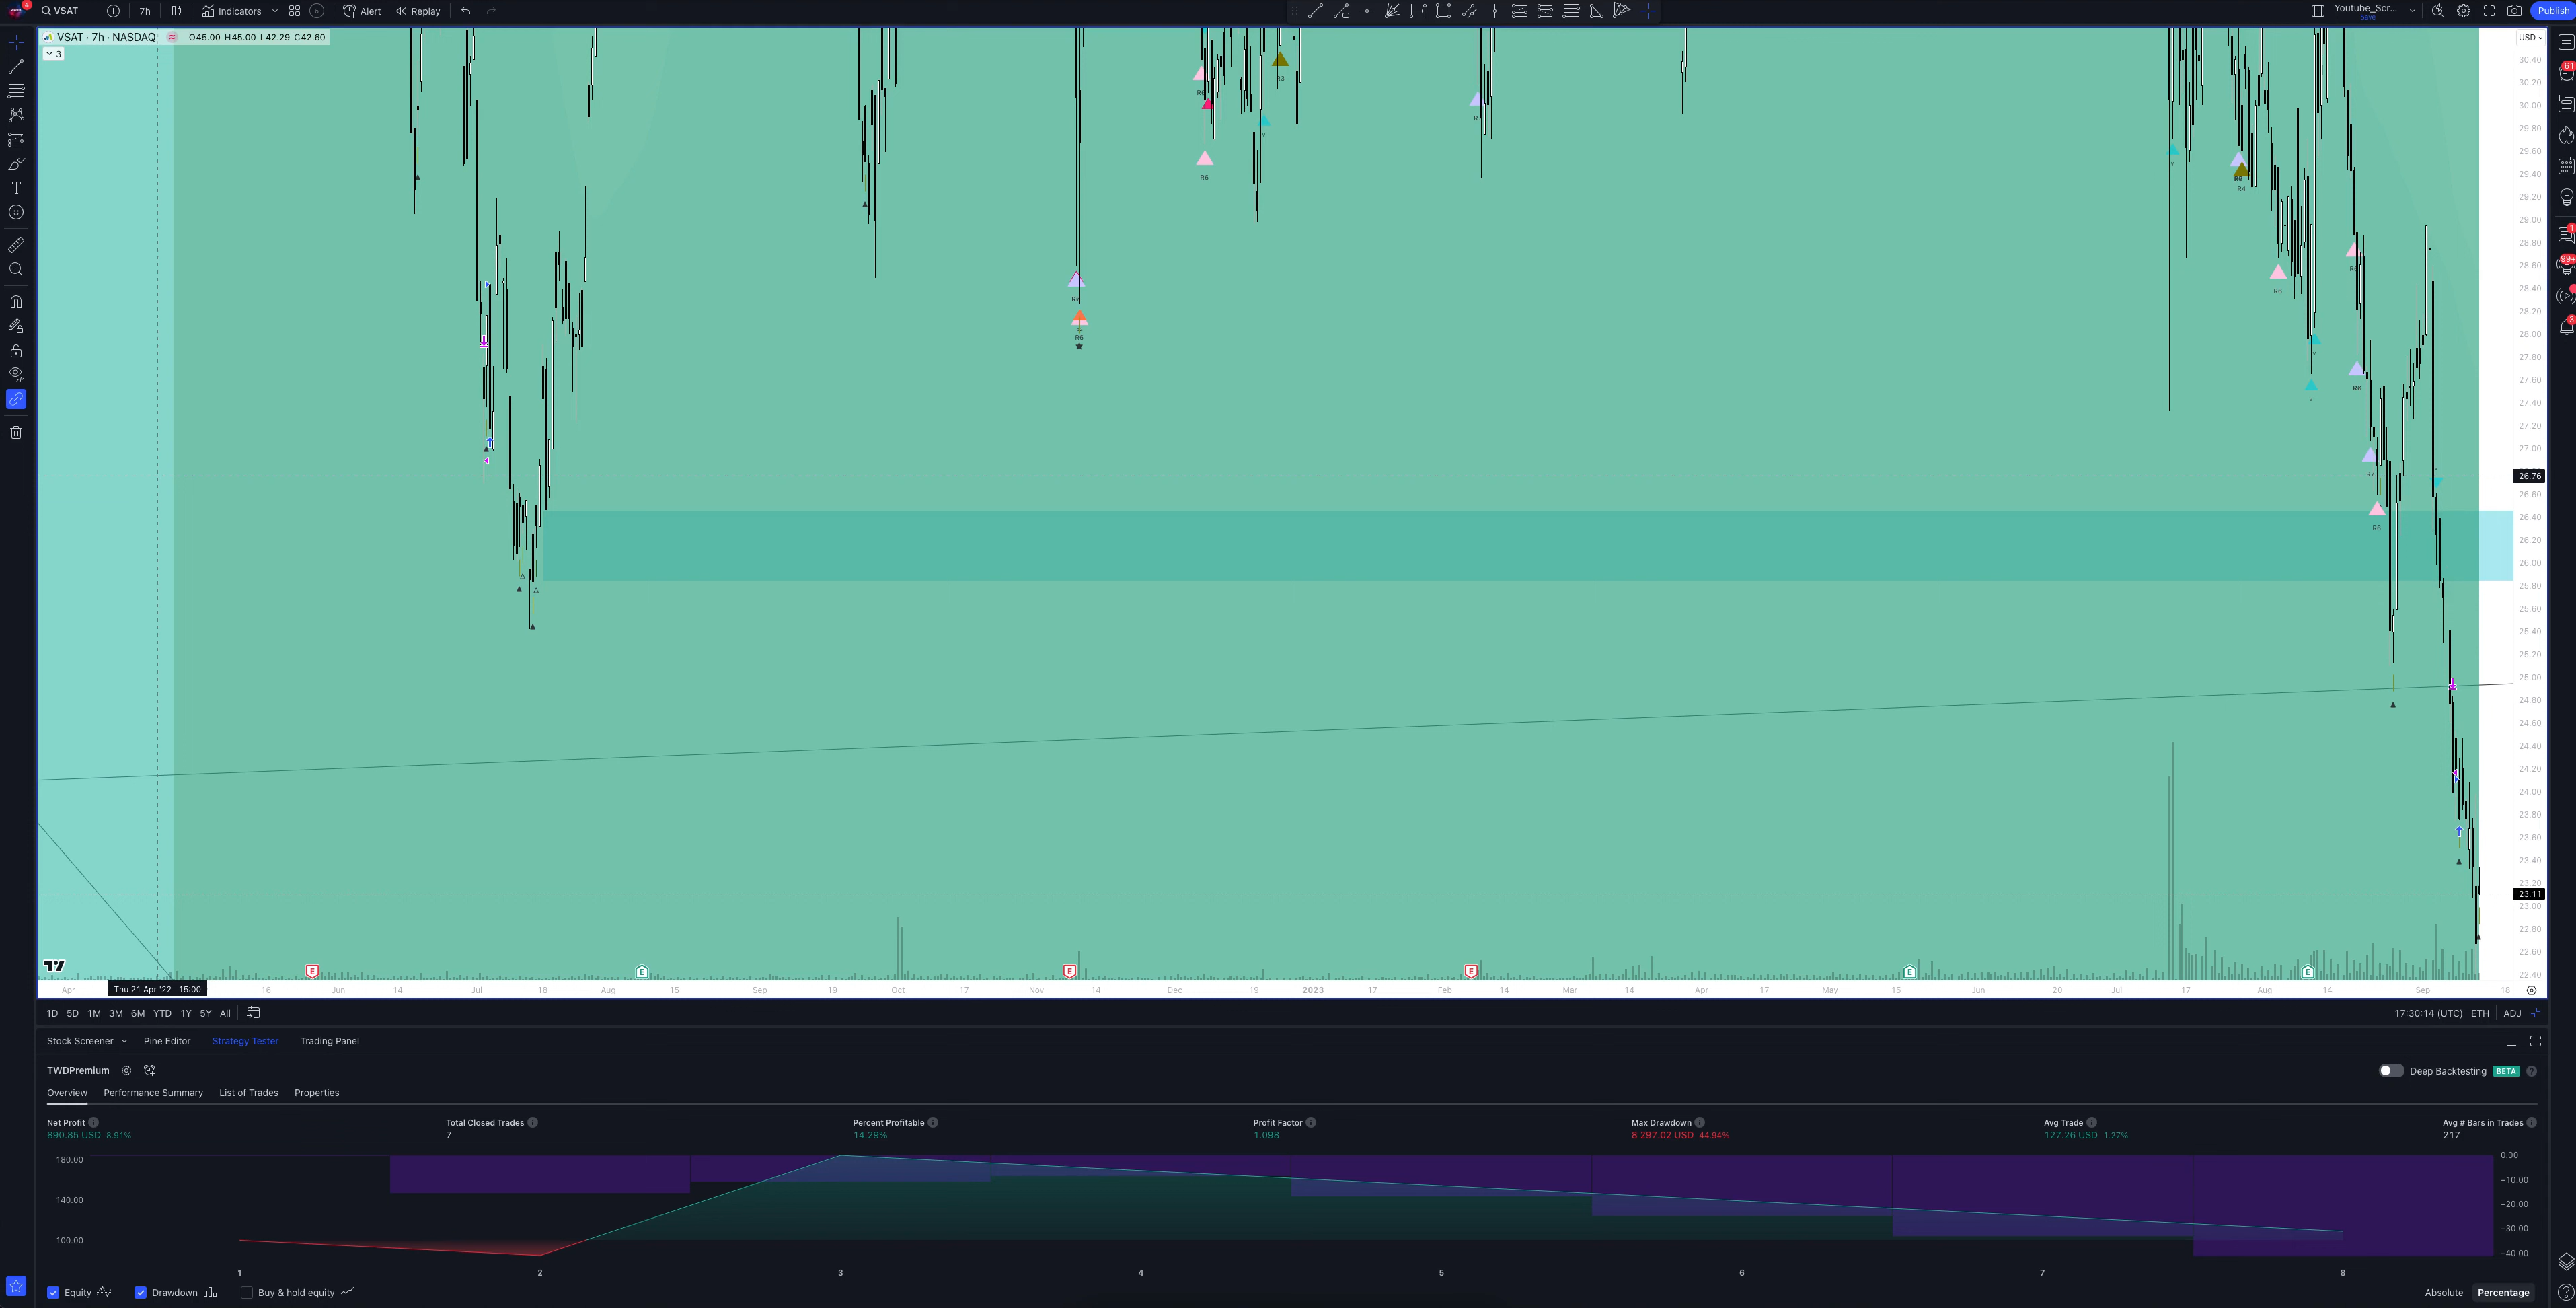 4 VSAT 7h Indicators 6 Alert Replay Youtube_Scr... Save Publish
VSAT · 7h · NASDAQ O45.00 H45.00 L42.29 C42.60 USD
3
30.40
30.20
30.00
29.80
29.60
29.40
29.20
29.00
28.80
28.60
28.40
28.20
28.00
27.80
27.60
27.40
27.20
27.00
26.76
26.60
26.40
26.20
26.00
25.80
25.60
25.40
25.20
25.00
24.80
24.60
24.40
24.20
24.00
23.80
23.60
23.40
23.20
23.11
23.00
22.80
22.60
22.40
R3
R6
R6
R4
R6
R8
R6
61
1
99+
3
E E E E E E
Apr Thu 21 Apr '22 15:00 16 Jun 14 Jul 18 Aug 15 Sep 19 Oct 17 Nov 14 Dec 19 2023 17 Feb 14 Mar 14 Apr 17 May 15 Jun 20 Jul 17 Aug 14 Sep 18
1D 5D 1M 3M 6M YTD 1Y 5Y All 17:30:14 (UTC) ETH ADJ
Stock Screener Pine Editor Strategy Tester Trading Panel
TWDPremium Deep Backtesting BETA
Overview Performance Summary List of Trades Properties
Net Profit Total Closed Trades Percent Profitable Profit Factor Max Drawdown Avg Trade Avg # Bars in Trades
890.85 USD 8.91% 7 14.29% 1.098 8 297.02 USD 44.94% 127.26 USD 1.27% 217
180.00 0.00
140.00 −10.00
−20.00
100.00 −30.00
−40.00
1 2 3 4 5 6 7 8
Equity Drawdown Buy & hold equity Absolute Percentage